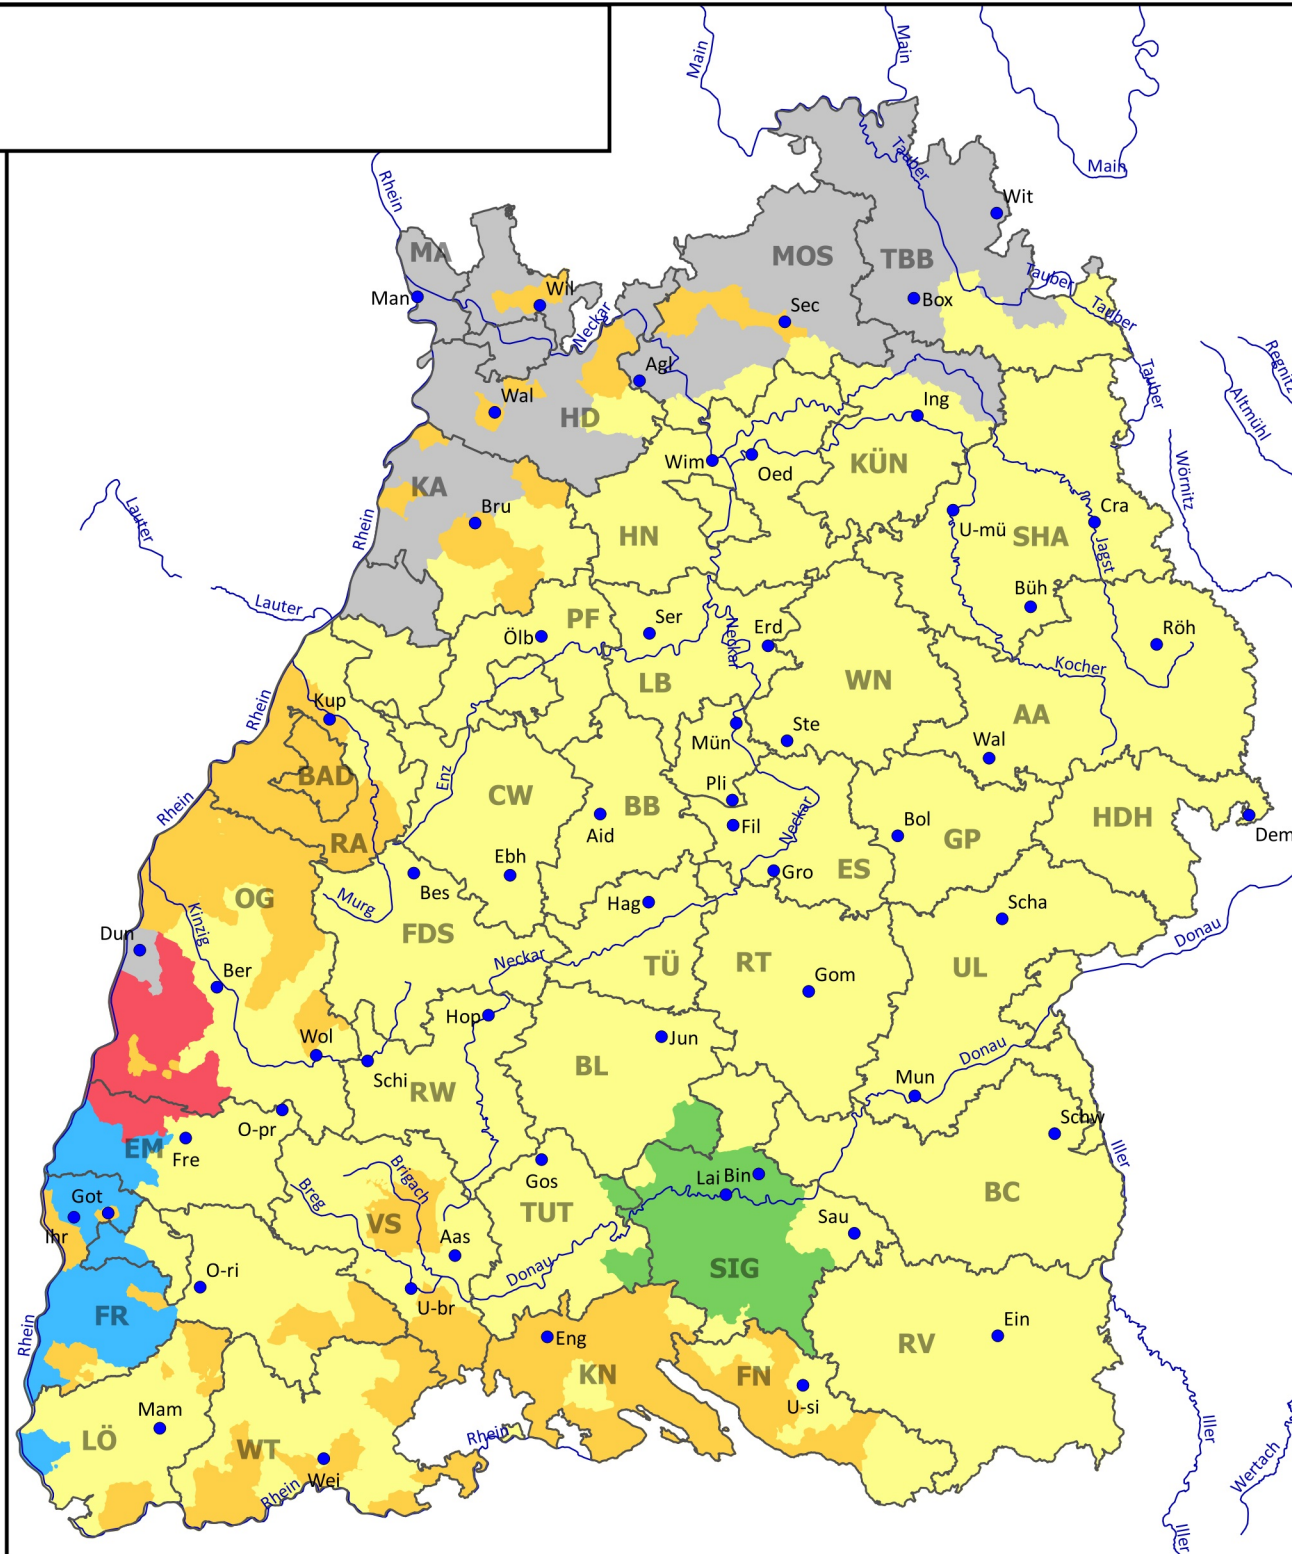 Main
Main
Main
Rhein
Tauber
Wit
MA
MOS
TBB
Man
Wil
Neckar
Sec
Box
Tauber
Tauber
Tauber
Regnitz
Altmühl
Agl
Wal
HD
Ing
Wim
Oed
KÜN
Wörnitz
KA
Bru
Rhein
Lauter
HN
U-mü
SHA
Cra
Jagst
Lauter
PF
Ölb
Ser
Neckar
Erd
Büh
Röh
Kocher
LB
WN
AA
Rhein
Kup
Mün
Ste
Wal
BAD
Enz
CW
Pli
BB
Aid
Fil
Neckar
Bol
GP
HDH
Dem
Rhein
RA
Ebh
Bes
Gro
ES
OG
Murg
Hag
Scha
Kinzig
Dun
FDS
Neckar
TÜ
RT
UL
Donau
Ber
Gom
Hop
Wol
Schi
Jun
BL
RW
Donau
Mun
O-pr
EM
Fre
Schw
Iller
Gos
Brigach
Breg
Lai
Bin
BC
Got
Ihr
VS
TUT
Sau
Aas
O-ri
Donau
SIG
U-br
FR
Rhein
Eng
Ein
RV
KN
FN
U-si
Mam
LÖ
WT
Rhein
Wei
Rhein
Iller
Wertach
Iller